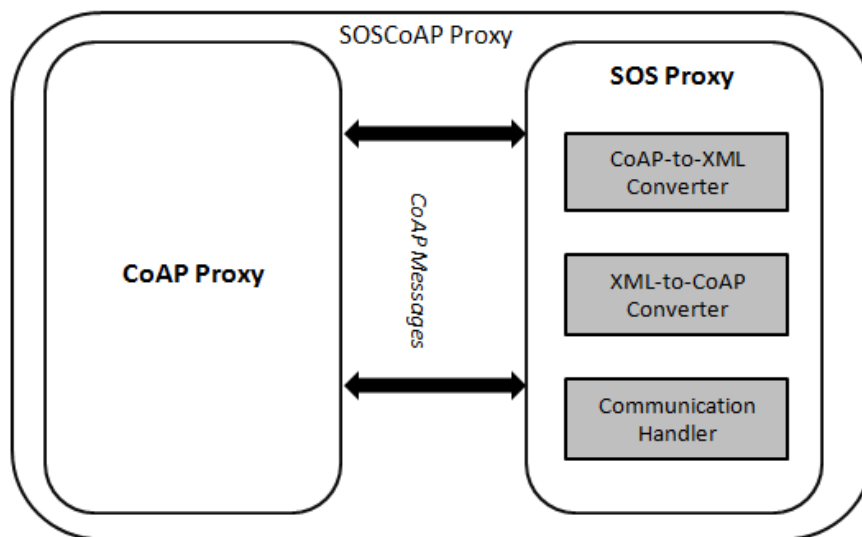 SOSCoAP Proxy
CoAP Proxy
CoAP Messages
SOS Proxy
CoAP-to-XML
Converter
XML-to-CoAP
Converter
Communication
Handler